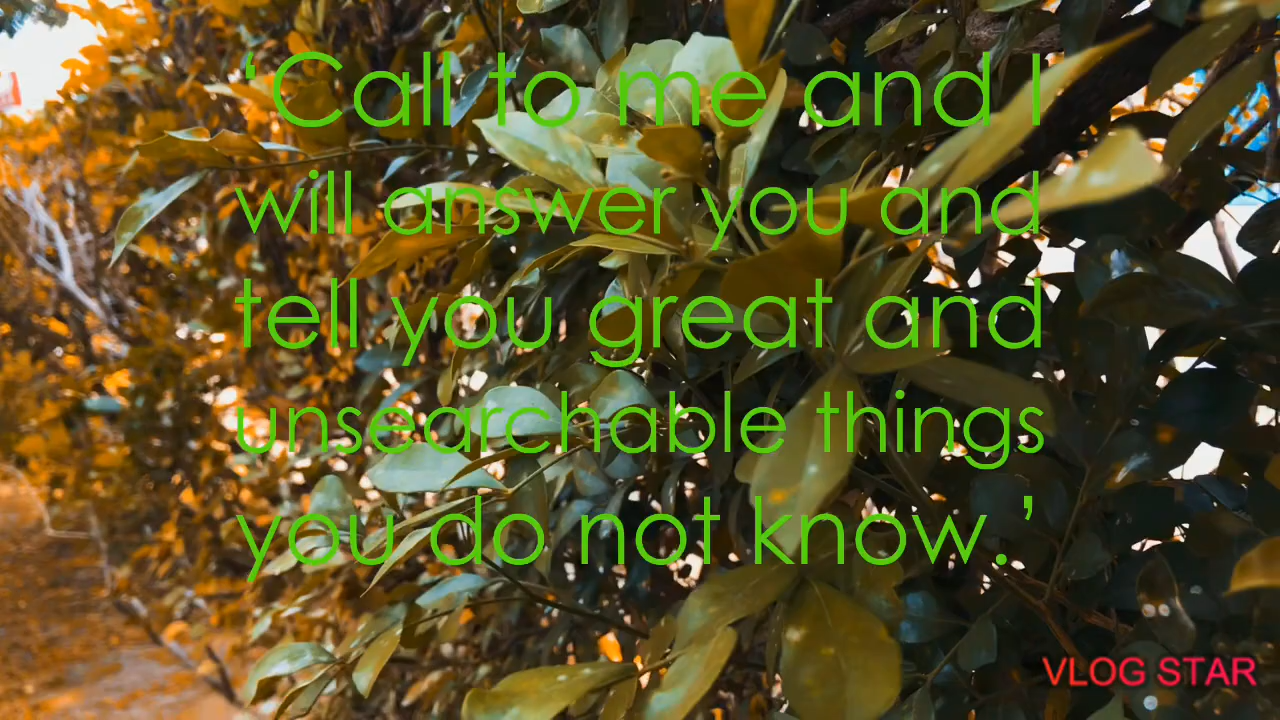 ‘Call to me and I
will answer you and
tell you great and
unsearchable things
you do not know.’
VLOG STAR